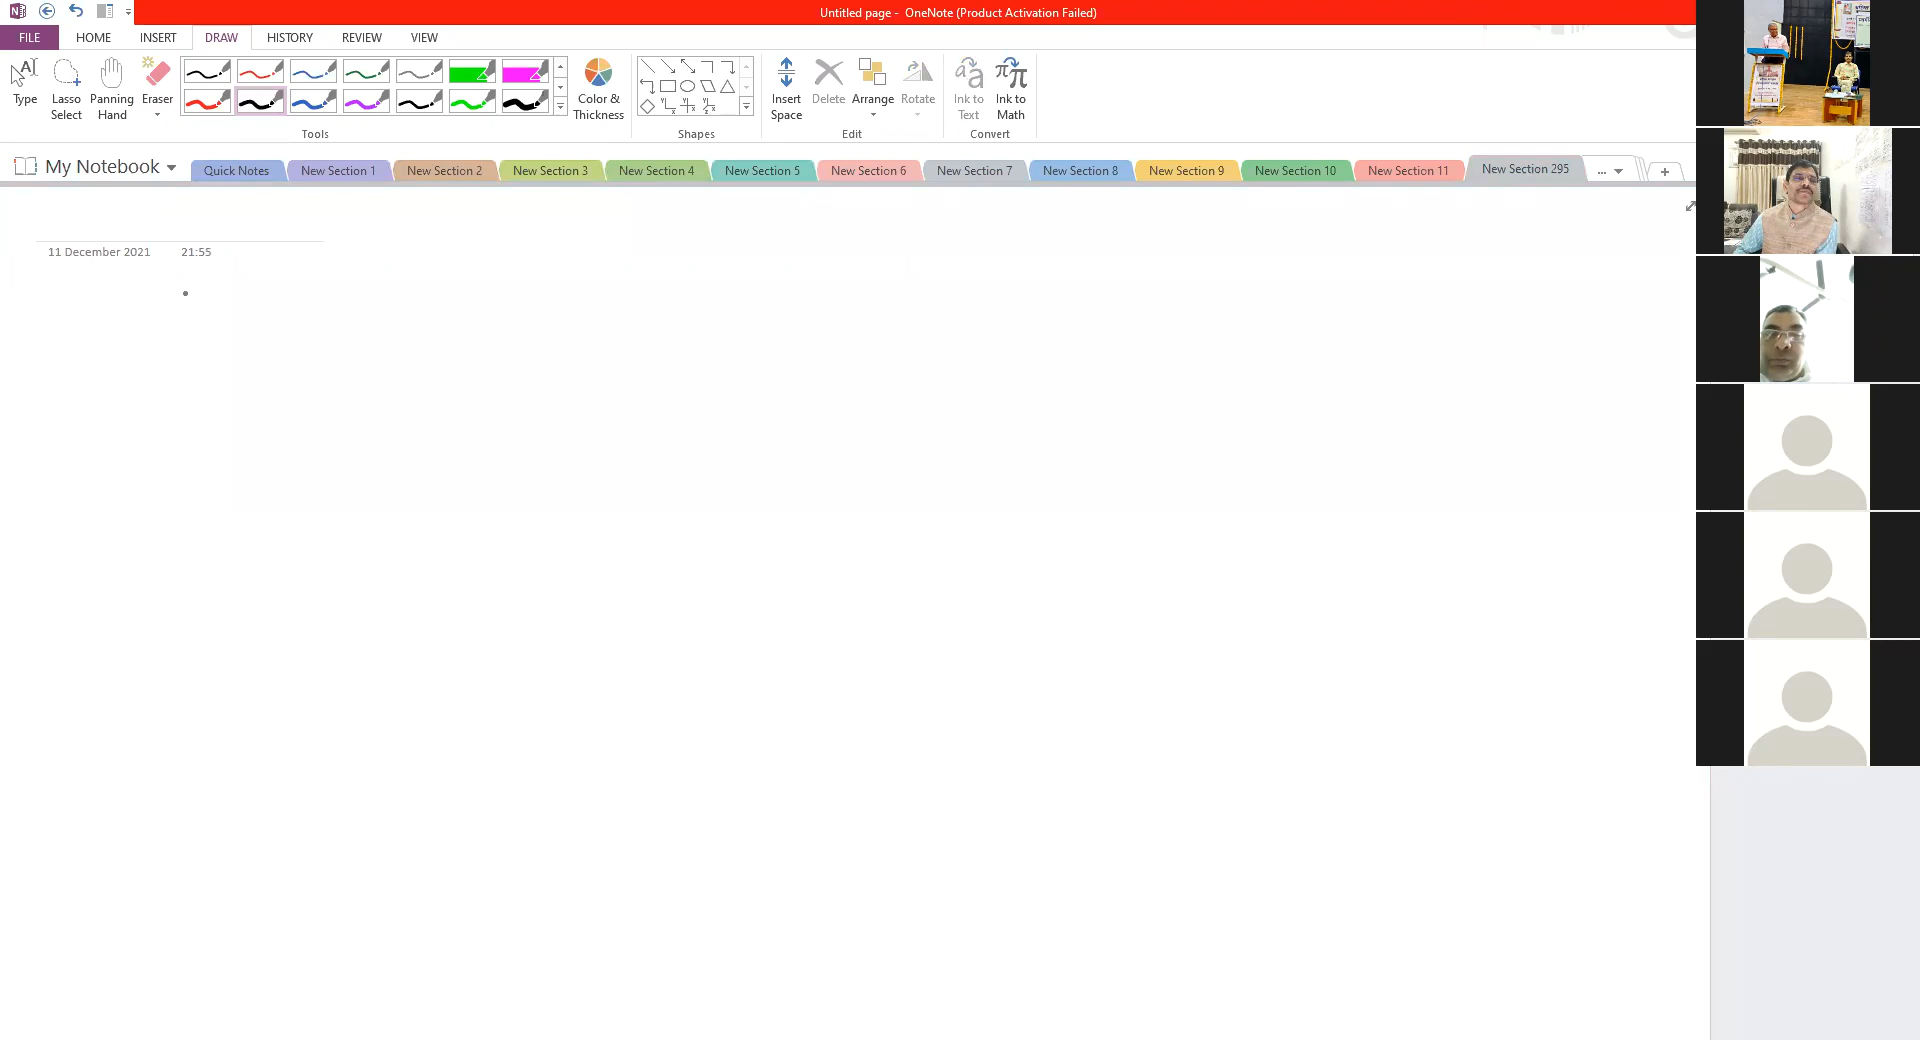 Untitled page - OneNote (Product Activation Failed)
FILE HOME INSERT DRAW HISTORY REVIEW VIEW
Type
Lasso
Select
Panning
Hand
Eraser
Color &
Thickness
Insert
Space
Delete
Arrange
Rotate
Ink to
Text
Ink to
Math
Tools Shapes Edit Convert
My Notebook Quick Notes New Section 1 New Section 2 New Section 3 New Section 4 New Section 5 New Section 6 New Section 7 New Section 8 New Section 9 New Section 10 New Section 11 New Section 295 ...
11 December 2021 21:55